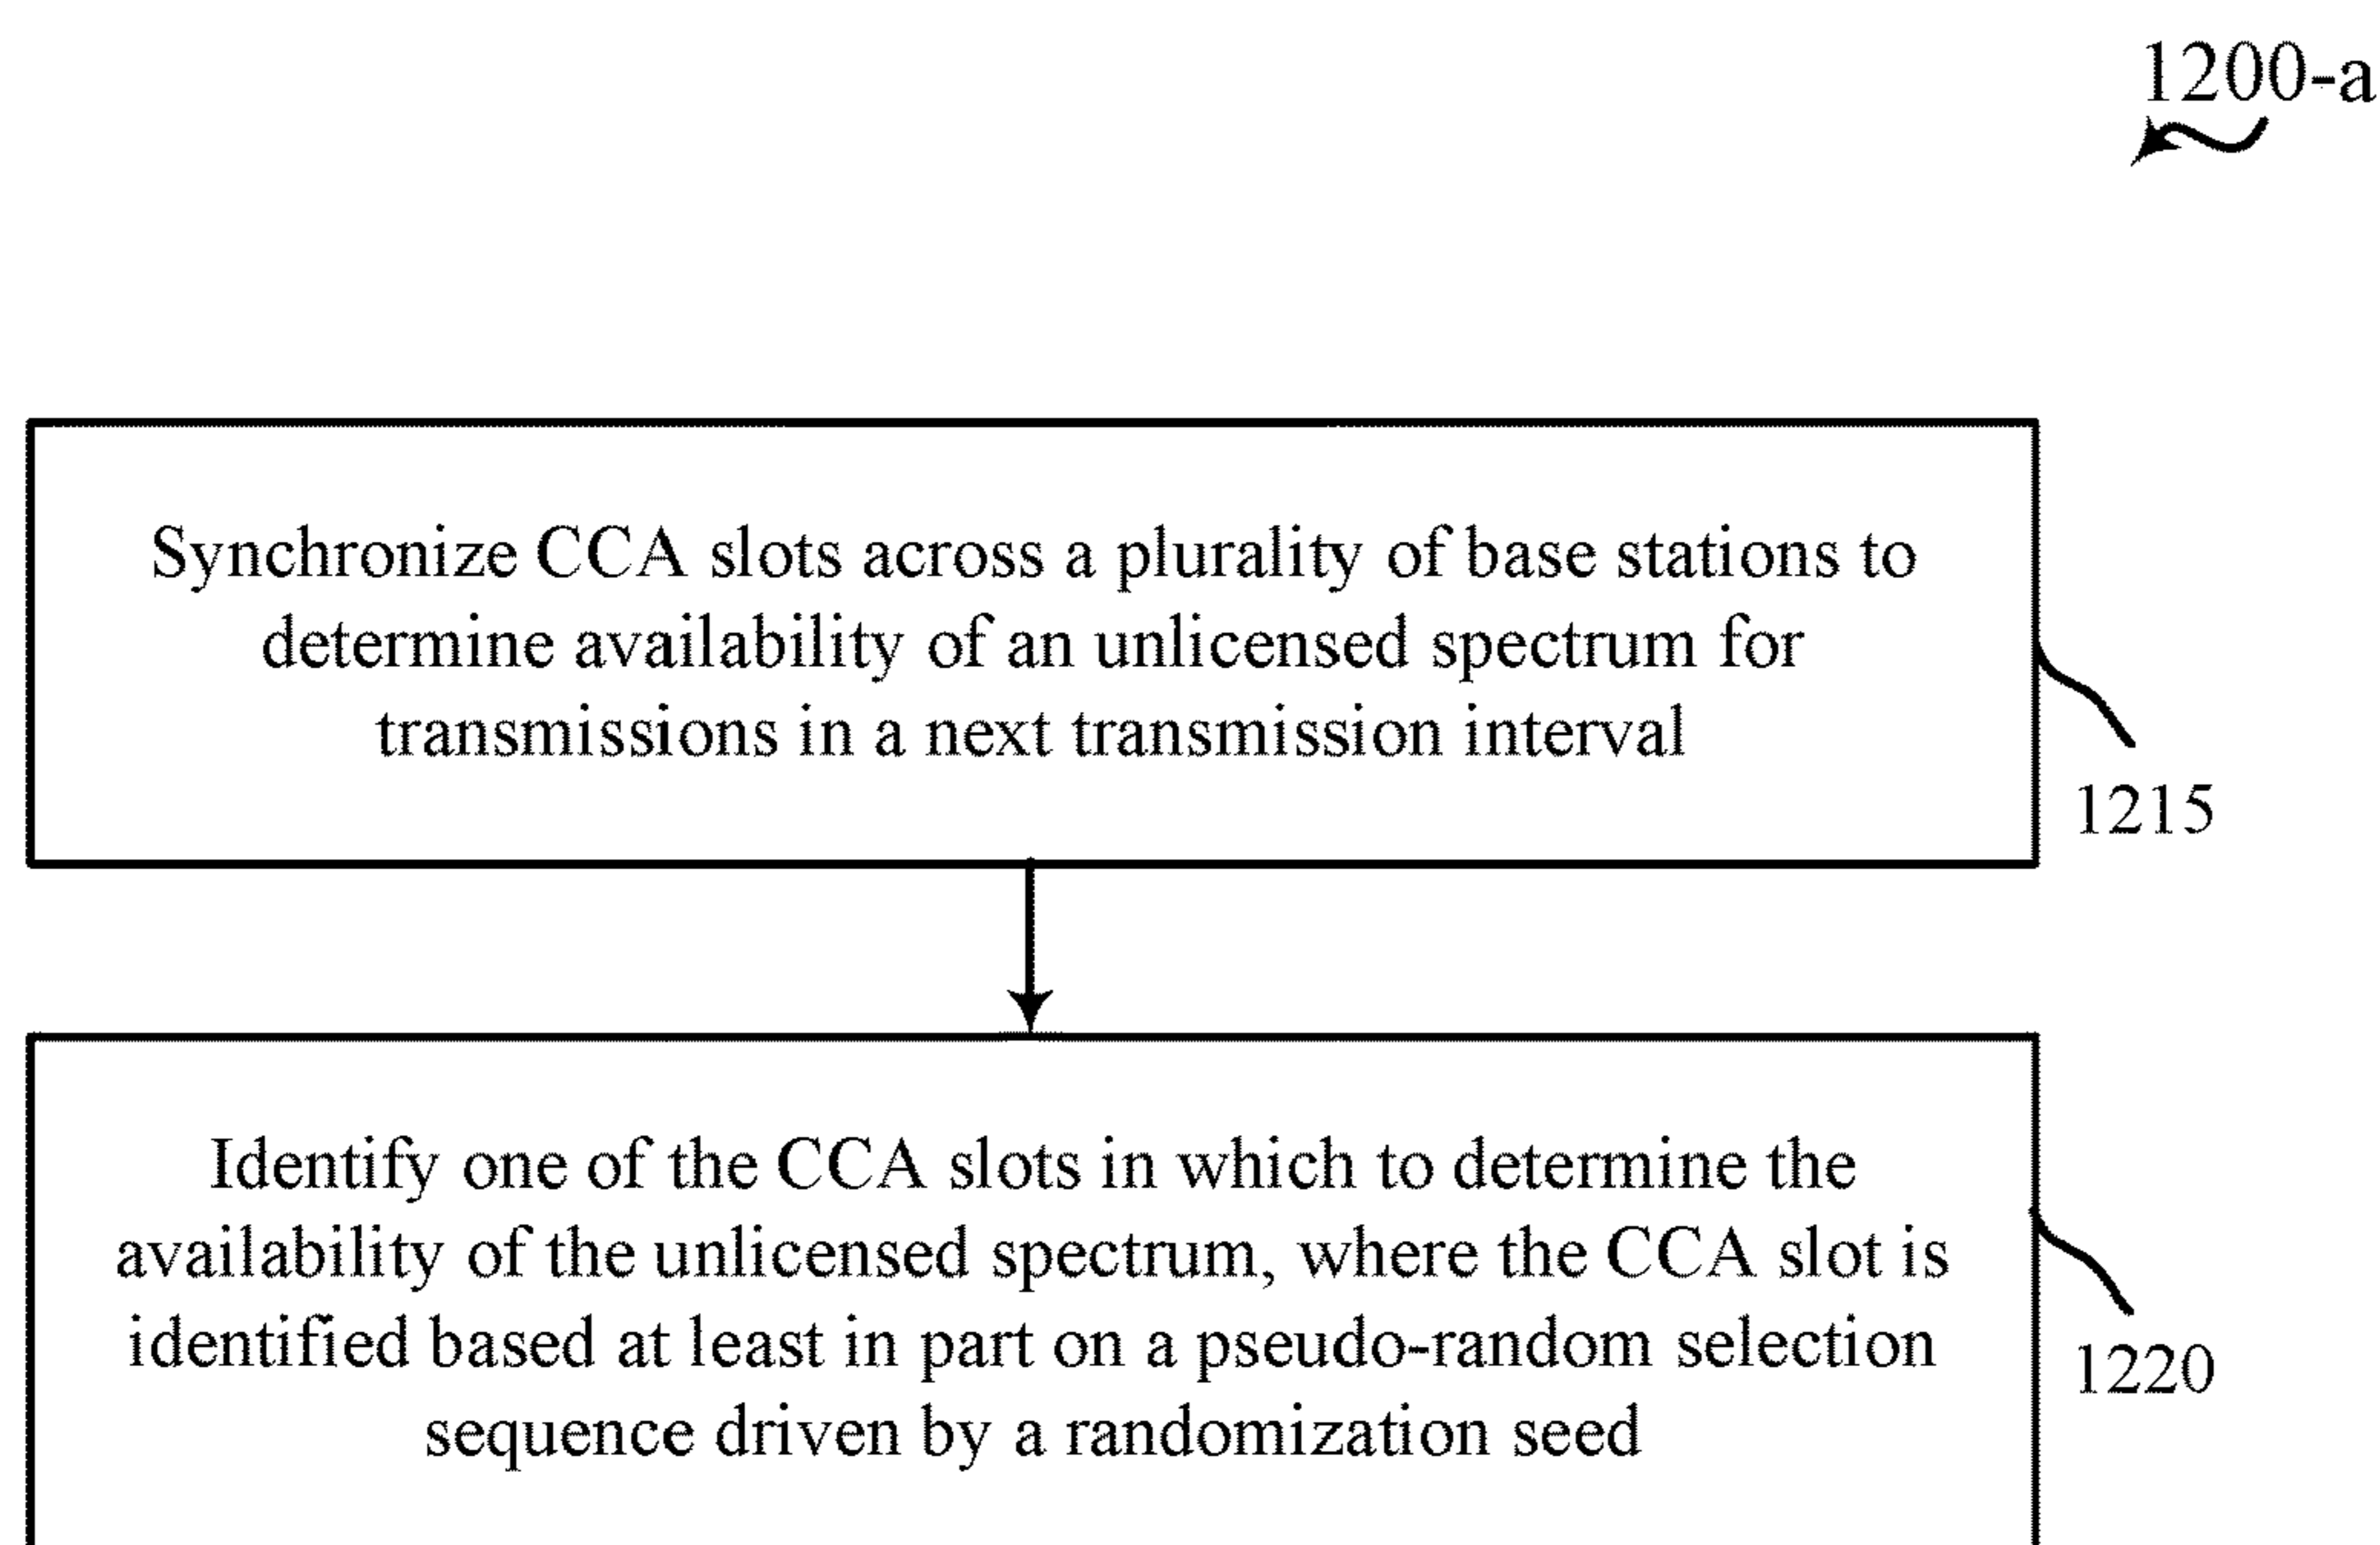 1200-a
Synchronize CCA slots across a plurality of base stations to
determine availability of an unlicensed spectrum for
transmissions in a next transmission interval
1215
Identify one of the CCA slots in which to determine the
availability of the unlicensed spectrum, where the CCA slot is
identified based at least in part on a pseudo-random selection
sequence driven by a randomization seed
1220